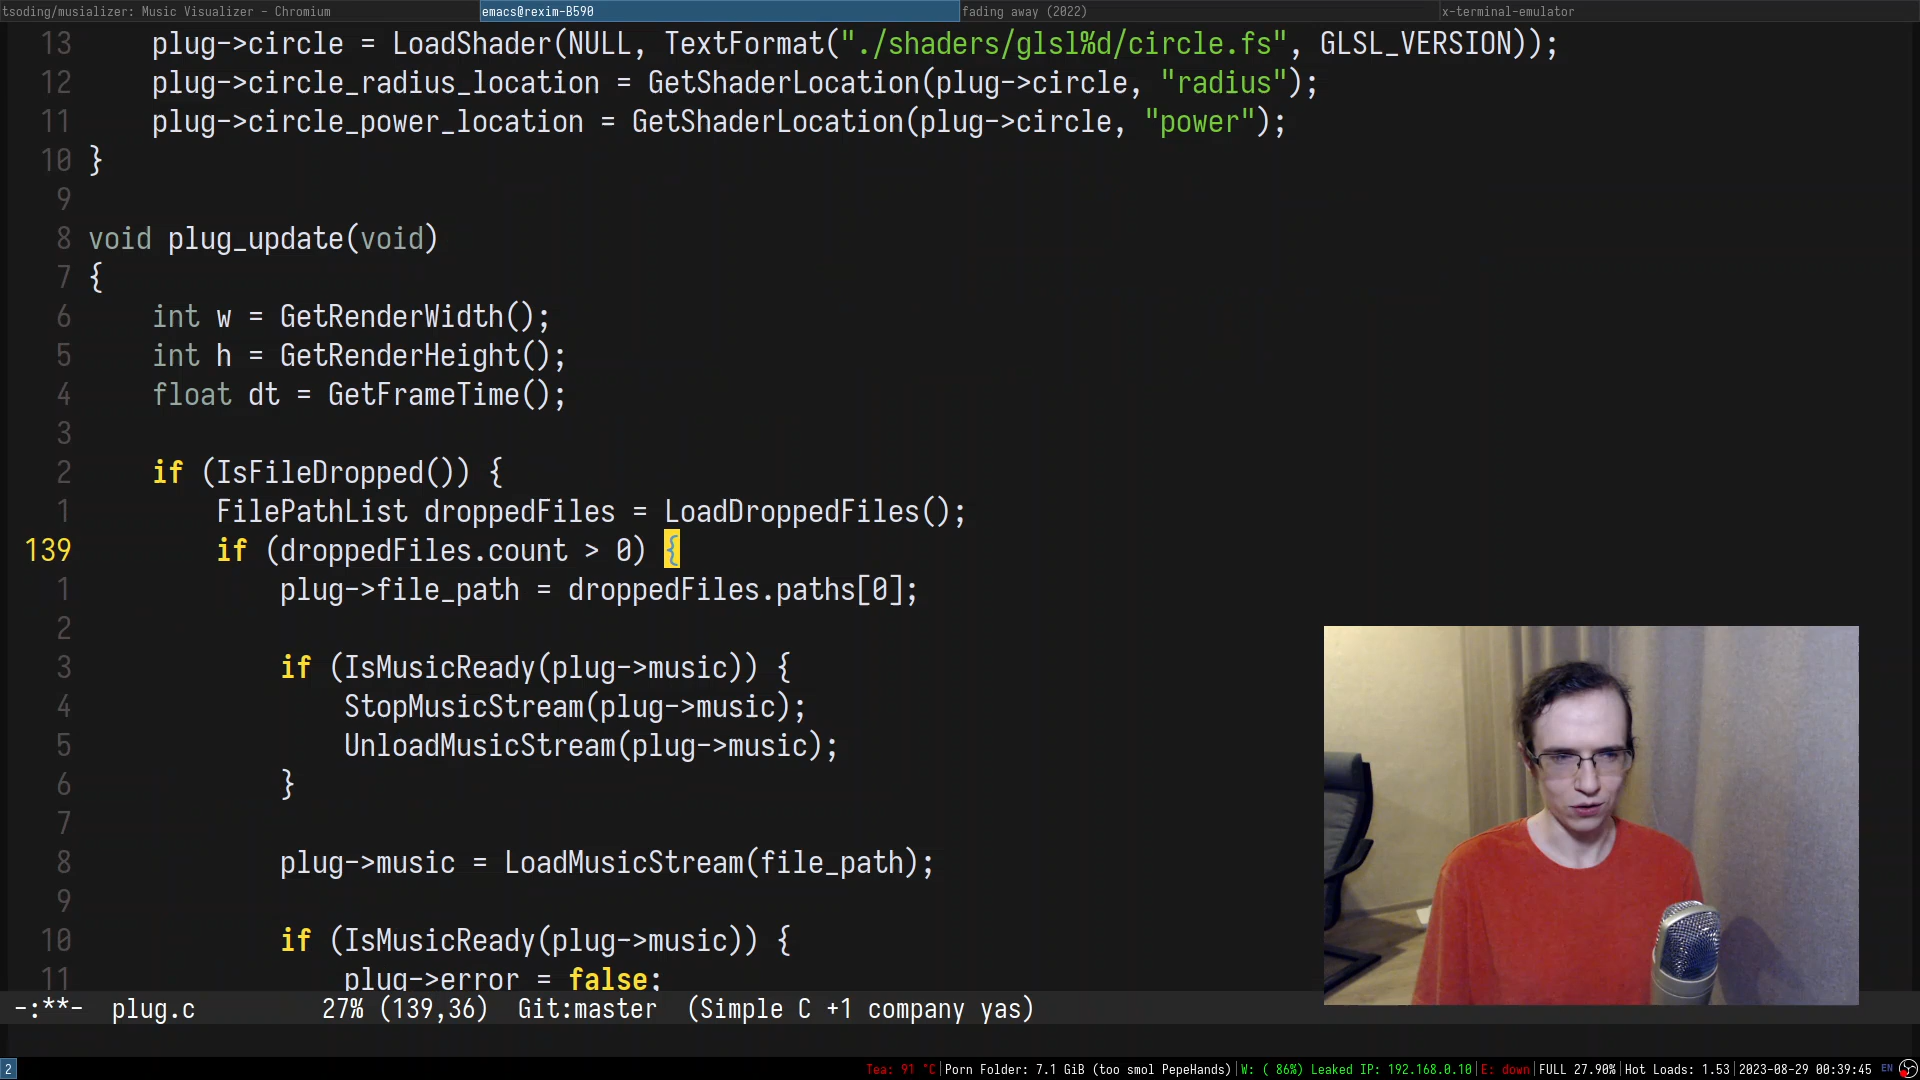 tsoding/musializer: Music Visualizer - Chromium
emacs@rexim-B590
fading away (2022)
x-terminal-emulator
13 plug->circle = LoadShader(NULL, TextFormat("./shaders/glsl%d/circle.fs", GLSL_VERSION));
12 plug->circle_radius_location = GetShaderLocation(plug->circle, "radius");
11 plug->circle_power_location = GetShaderLocation(plug->circle, "power");
10 }
9
8 void plug_update(void)
7 {
6 int w = GetRenderWidth();
5 int h = GetRenderHeight();
4 float dt = GetFrameTime();
3
2 if (IsFileDropped()) {
1 FilePathList droppedFiles = LoadDroppedFiles();
139 if (droppedFiles.count > 0) {
1 plug->file_path = droppedFiles.paths[0];
2
3 if (IsMusicReady(plug->music)) {
4 StopMusicStream(plug->music);
5 UnloadMusicStream(plug->music);
6 }
7
8 plug->music = LoadMusicStream(file_path);
9
10 if (IsMusicReady(plug->music)) {
11 plug->error = false;
-:**- plug.c 27% (139,36) Git:master (Simple C +1 company yas)
2 Tea: 91 °C|Porn Folder: 7.1 GiB (too smol PepeHands)|W: ( 86%) Leaked IP: 192.168.0.10|E: down|FULL 27.90%|Hot Loads: 1.53|2023-08-29 00:39:45 EN